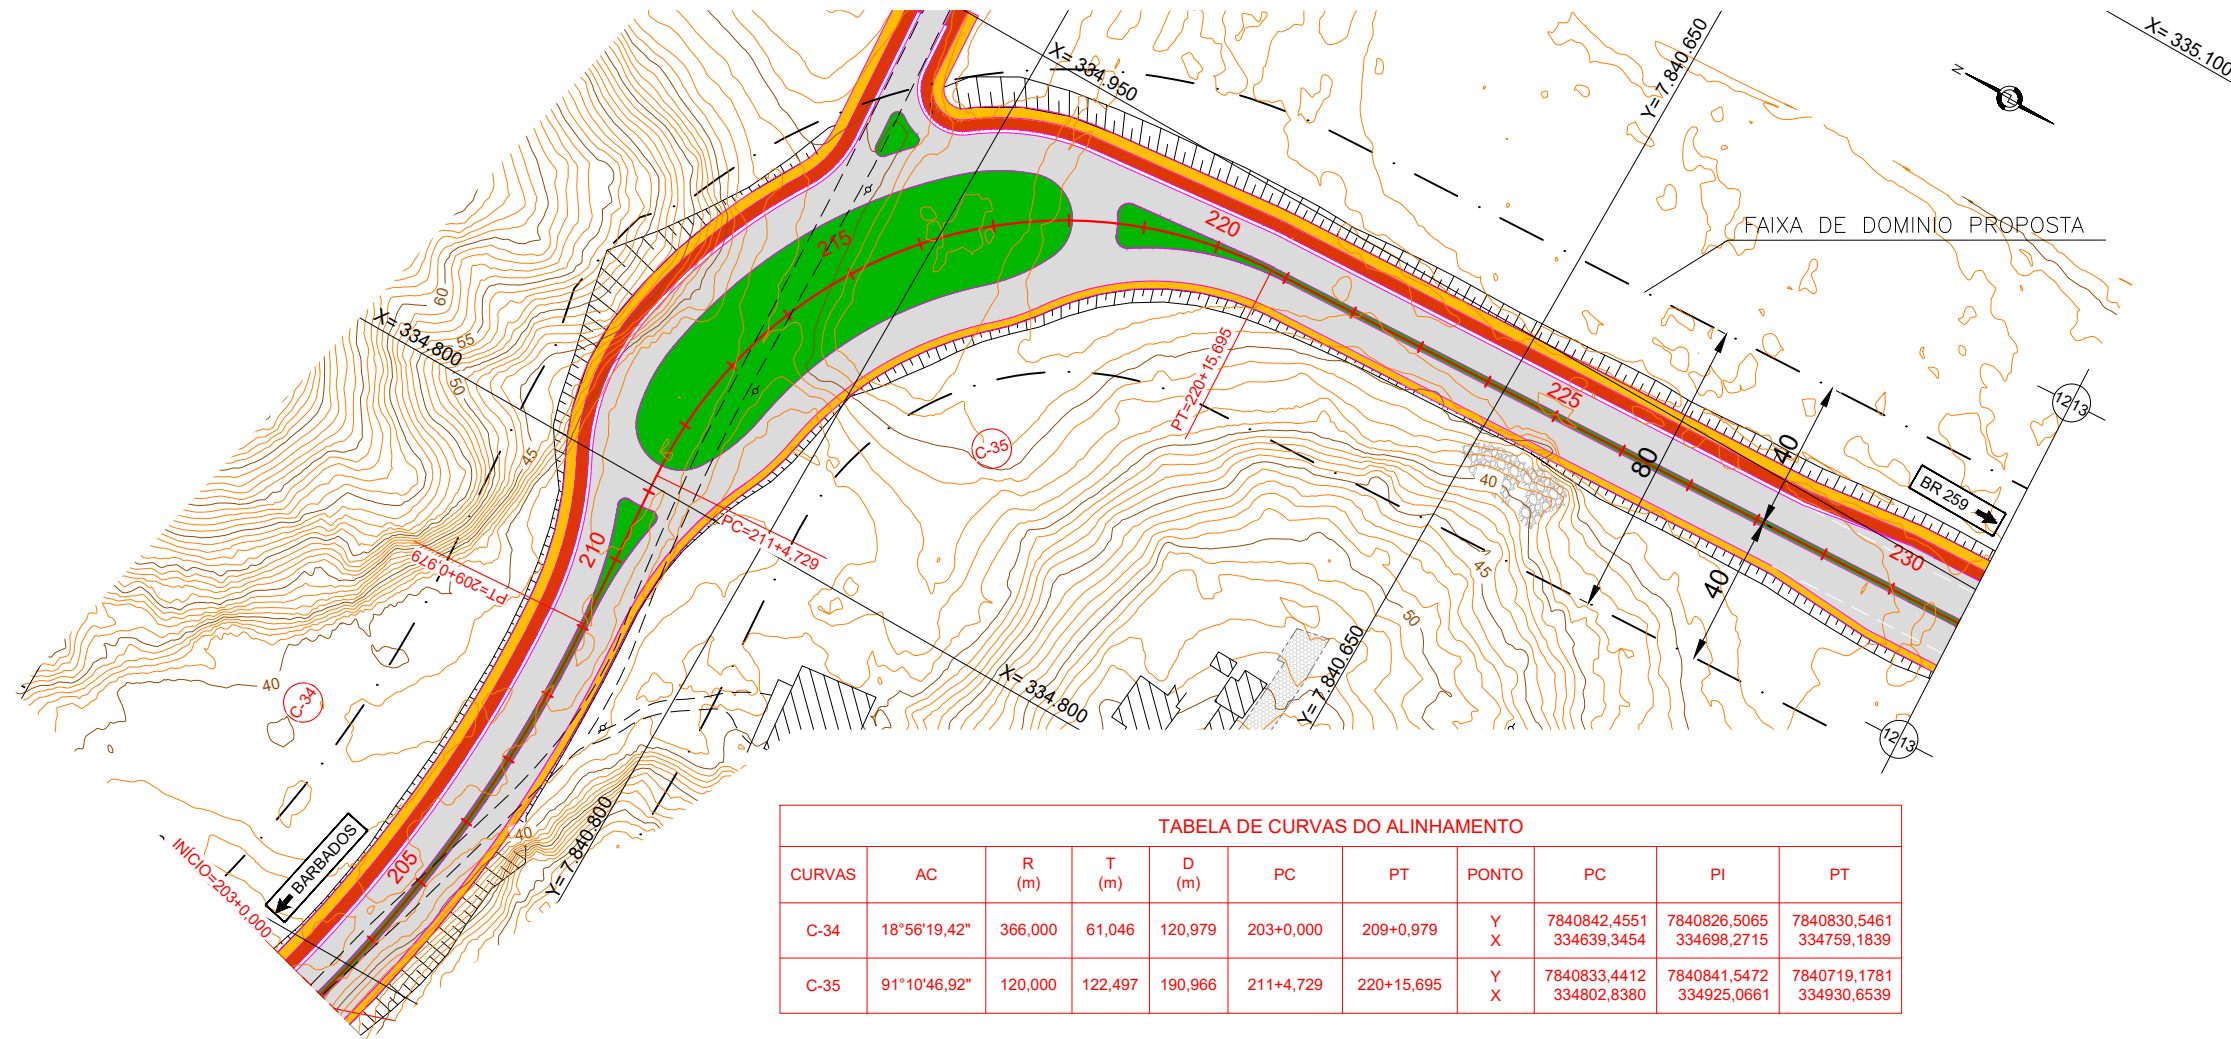 X= 334.950
Y= 7.840.650
X= 335.100
N
FAIXA DE DOMINIO PROPOSTA
220
215
60
55
50
45
X= 334.800
PT=220+15,695
225
C-35
80
40
40
BR 259
12 13
40
45
50
230
PC=211+4,729
210
PT=209+0,979
C-34
40
X= 334.800
Y= 7.840.650
12 13
40
Y= 7.840.800
205
BARBADOS
INÍCIO=203+0,000
TABELA DE CURVAS DO ALINHAMENTO
CURVAS AC R (m) T (m) D (m) PC PT PONTO PC PI PT
C-34 18°56'19,42" 366,000 61,046 120,979 203+0,000 209+0,979 Y 7840842,4551 7840826,5065 7840830,5461
X 334639,3454 334698,2715 334759,1839
C-35 91°10'46,92" 120,000 122,497 190,966 211+4,729 220+15,695 Y 7840833,4412 7840841,5472 7840719,1781
X 334802,8380 334925,0661 334930,6539